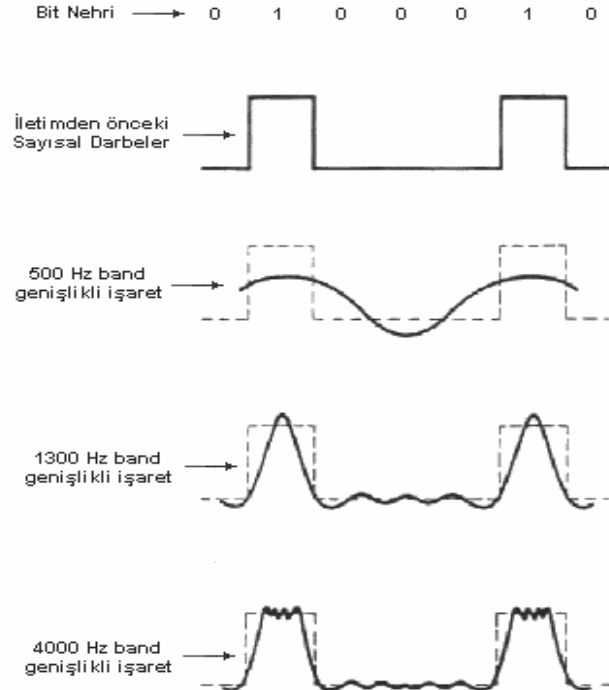 Bit Nehri 0 1 0 0 0 1 0
İletimden önceki
Sayısal Darbeler
500 Hz band
genişlikli işaret
1300 Hz band
genişlikli işaret
4000 Hz band
genişlikli işaret